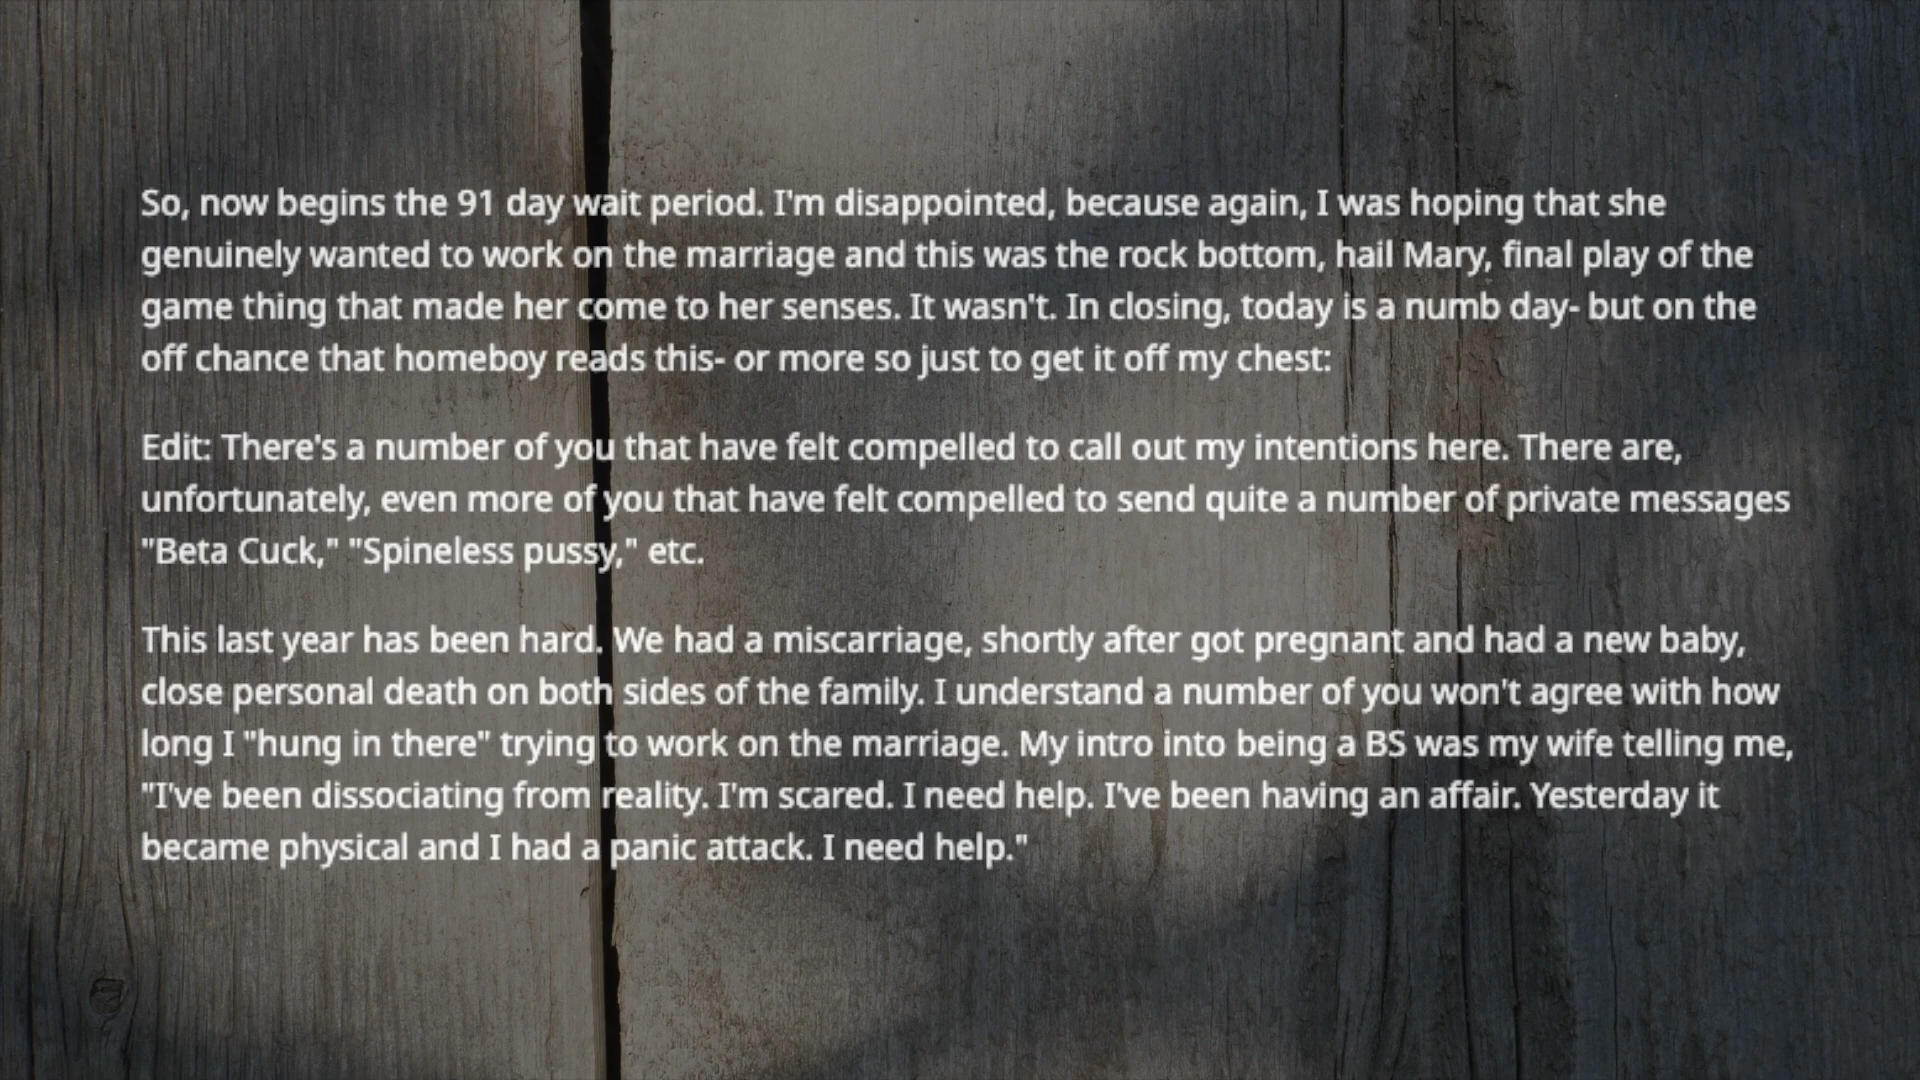 So, now begins the 91 day wait period. I'm disappointed, because again, I was hoping that she
genuinely wanted to work on the marriage and this was the rock bottom, hail Mary, final play of the
game thing that made her come to her senses. It wasn't. In closing, today is a numb day- but on the
off chance that homeboy reads this- or more so just to get it off my chest:
Edit: There's a number of you that have felt compelled to call out my intentions here. There are,
unfortunately, even more of you that have felt compelled to send quite a number of private messages
"Beta Cuck," "Spineless pussy," etc.
This last year has been hard. We had a miscarriage, shortly after got pregnant and had a new baby,
close personal death on both sides of the family. I understand a number of you won't agree with how
long I "hung in there" trying to work on the marriage. My intro into being a BS was my wife telling me,
"I've been dissociating from reality. I'm scared. I need help. I've been having an affair. Yesterday it
became physical and I had a panic attack. I need help."